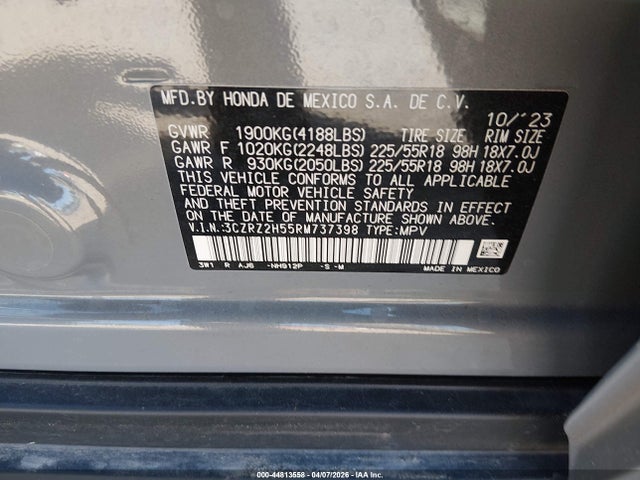 MFD.BY HONDA DE MEXICO S.A. DE C.V. 10/'23
GVWR 1900KG(4188LBS) TIRE SIZE RIM SIZE
GAWR F 1020KG(2248LBS) 225/55R18 98H 18X7.0J
GAWR R 930KG(2050LBS) 225/55R18 98H 18X7.0J
THIS VEHICLE CONFORMS TO ALL APPLICABLE
FEDERAL MOTOR VEHICLE SAFETY
AND THEFT PREVENTION STANDARDS IN EFFECT
ON THE DATE OF MANUFACTURE SHOWN ABOVE.
V.I.N.:3CZRZ2H55RM737398 TYPE:MPV
3W1 R AJ6 -NH912P -S -M MADE IN MEXICO
000-44813558 - 04/07/2026 - IAA Inc.